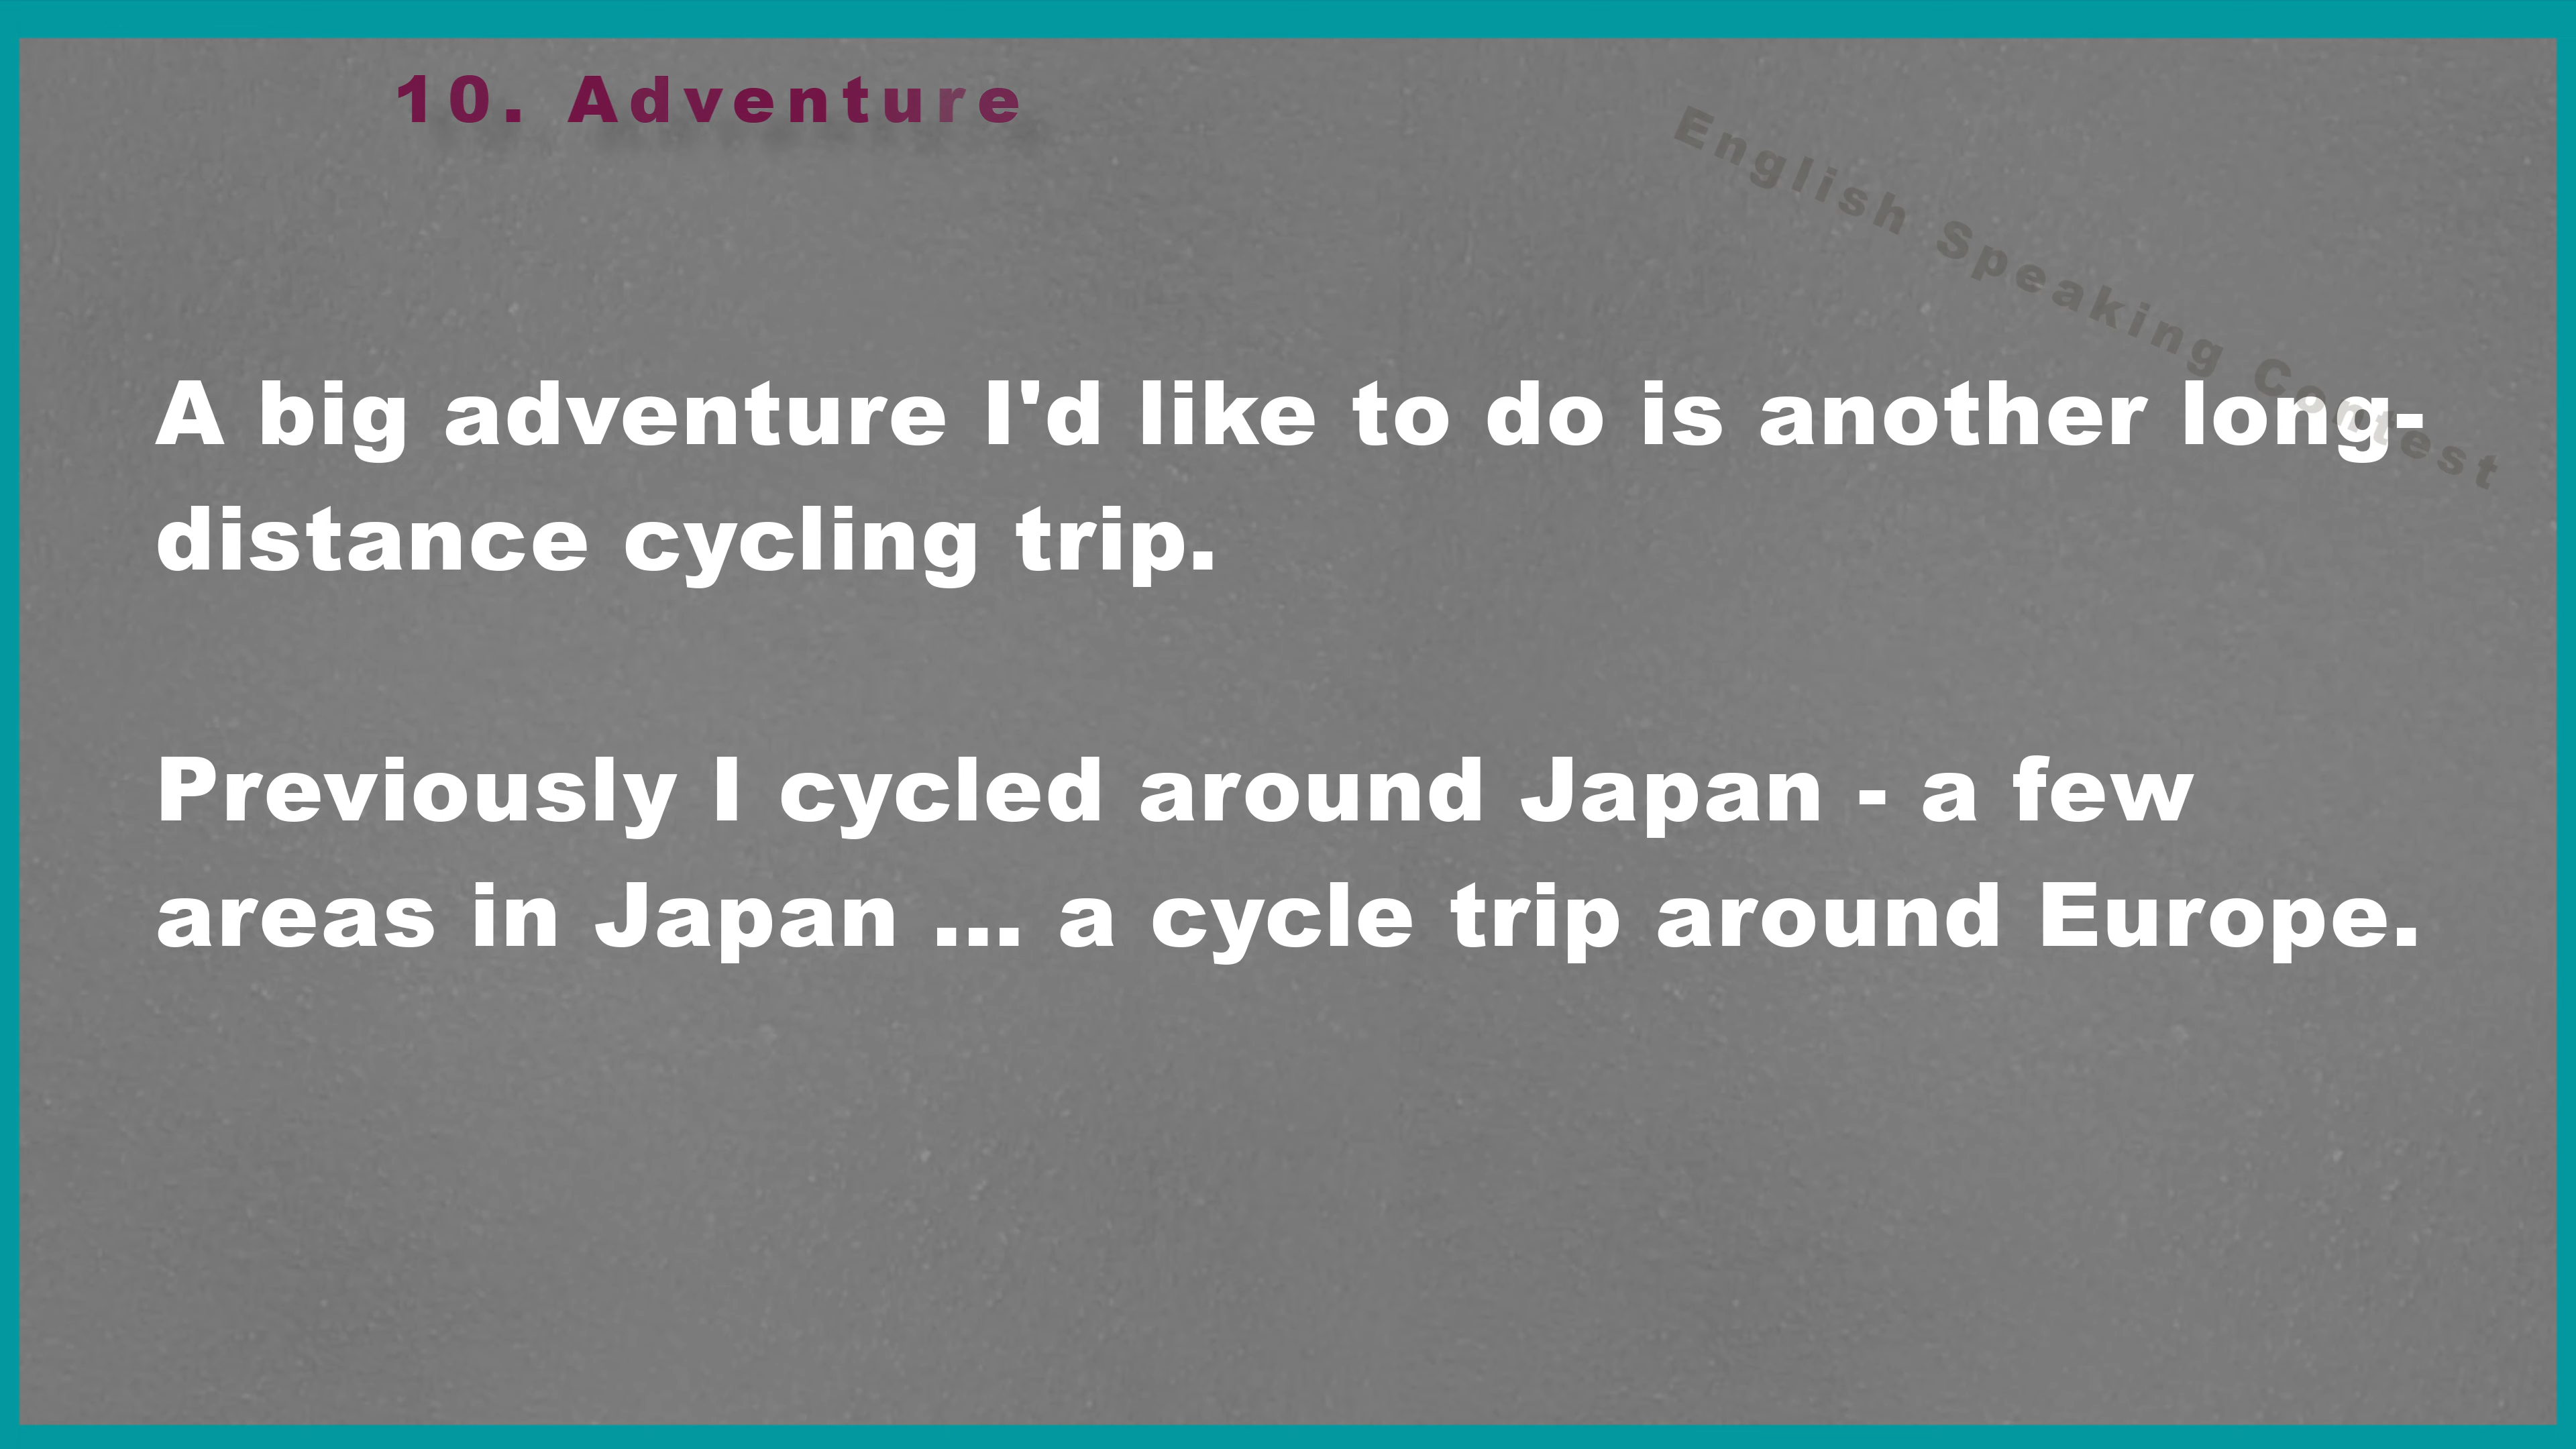 10. Adventure
English Speaking Contest
A big adventure I'd like to do is another long-
distance cycling trip.
Previously I cycled around Japan - a few
areas in Japan ... a cycle trip around Europe.